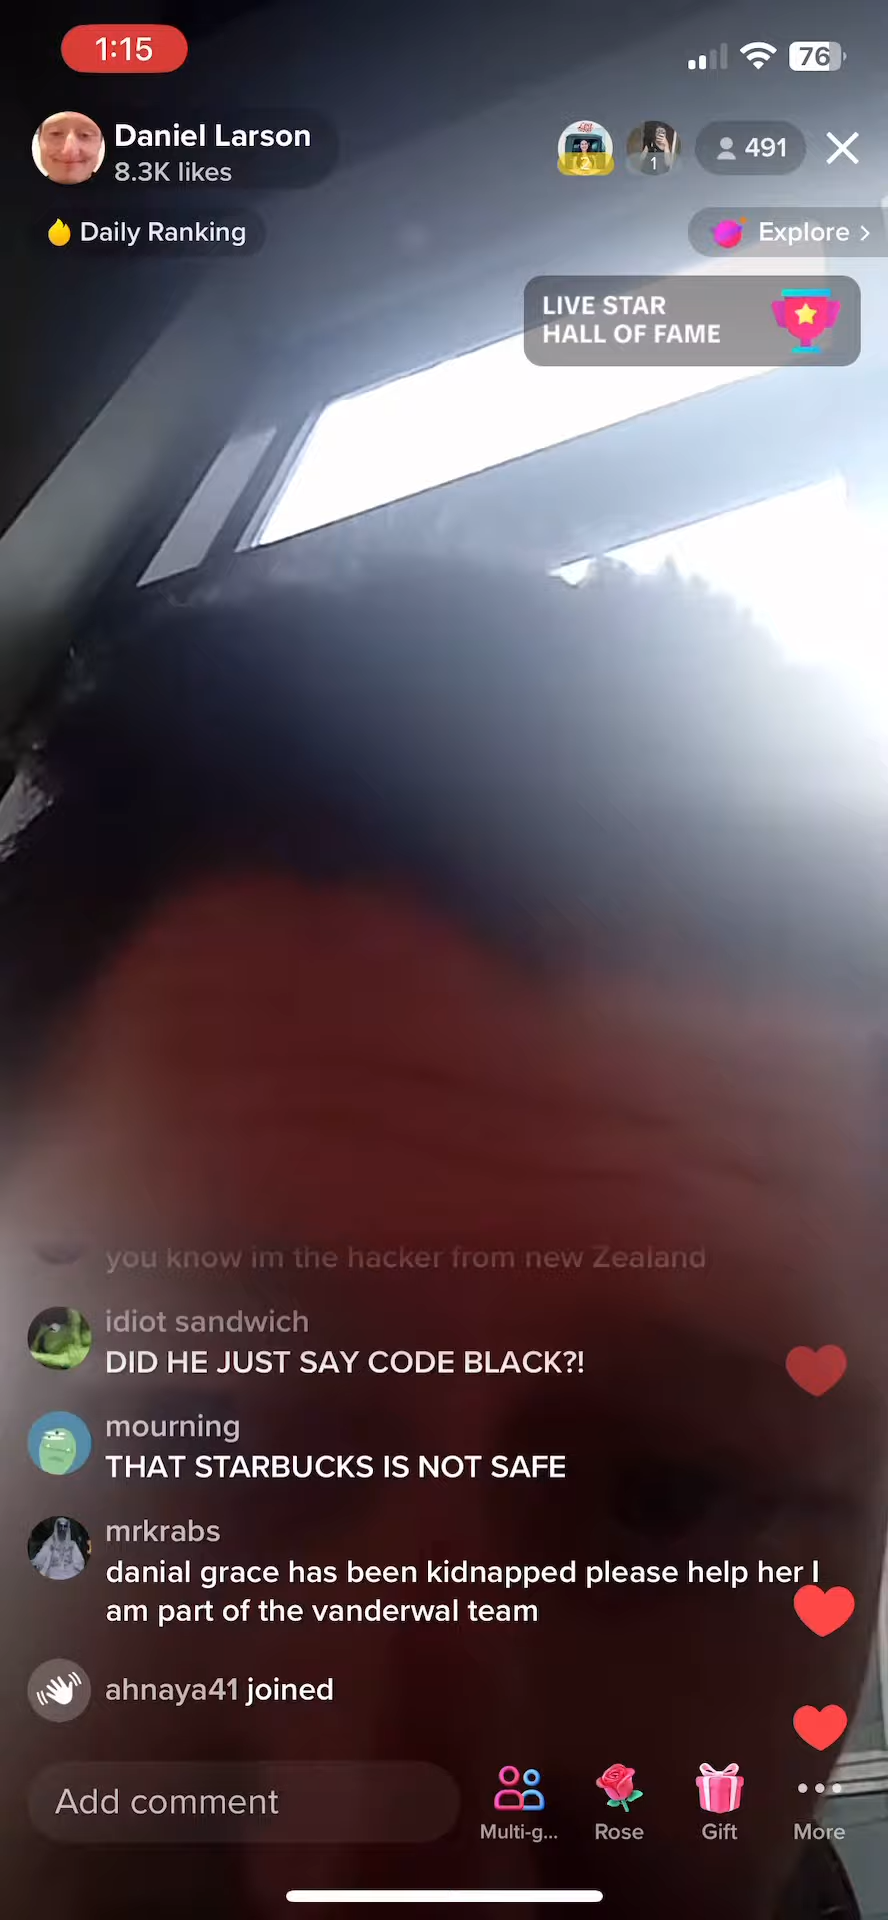 1:15
76
Daniel Larson
8.3K likes
2
1
491
Daily Ranking
Explore >
LIVE STAR
HALL OF FAME
you know im the hacker from new Zealand
idiot sandwich
DID HE JUST SAY CODE BLACK?!
mourning
THAT STARBUCKS IS NOT SAFE
mrkrabs
danial grace has been kidnapped please help her I
am part of the vanderwal team
ahnaya41 joined
Add comment
Multi-g...
Rose
Gift
More